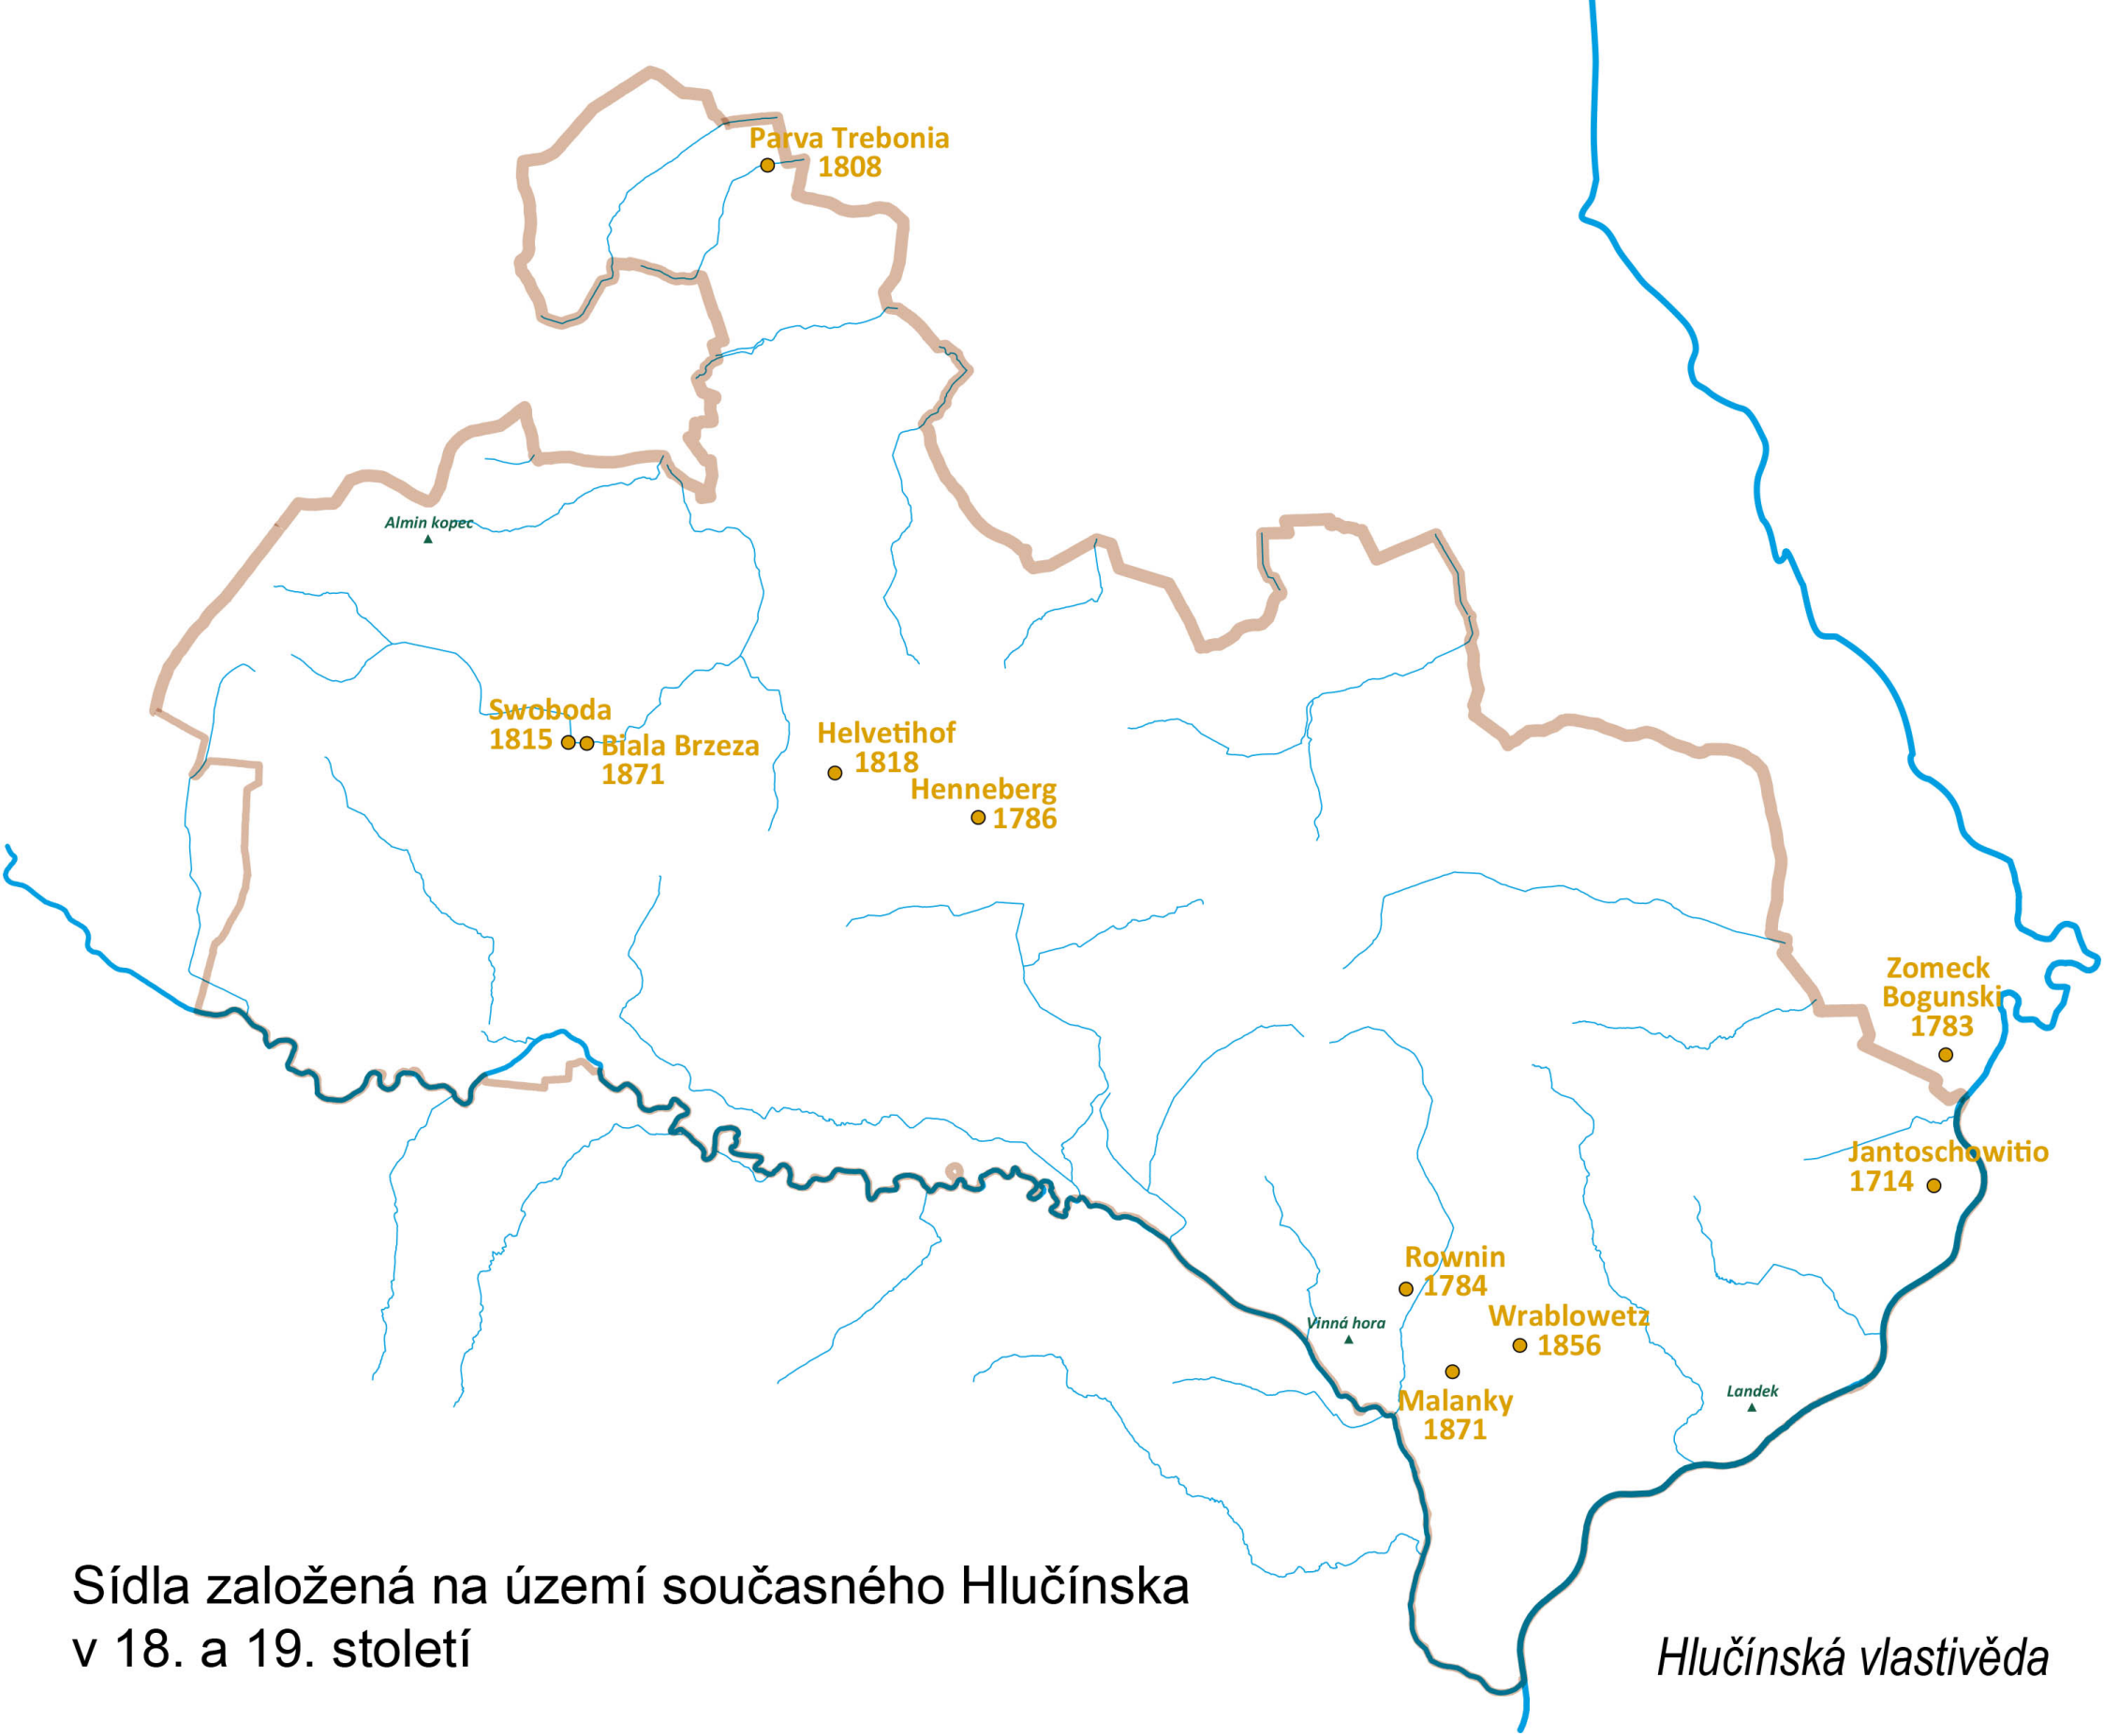 Parva Trebonia
1808
Almin kopec
Swoboda
1815
Biala Brzeza
1871
Helvetihof
1818
Henneberg
1786
Zomeck
Bogunski
1783
Jantoschowitio
1714
Rownin
1784
Vinná hora
Wrablowetz
1856
Malanky
1871
Landek
Sídla založená na území současného Hlučínska
v 18. a 19. století
Hlučínská vlastivěda